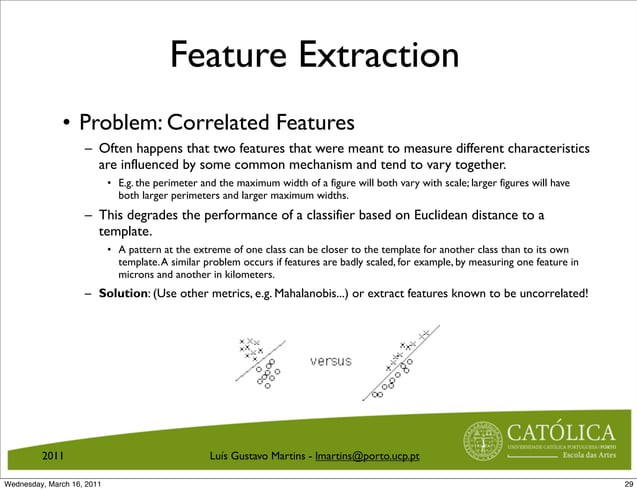 Feature Extraction
• Problem: Correlated Features
– Often happens that two features that were meant to measure different characteristics
are influenced by some common mechanism and tend to vary together.
• E.g. the perimeter and the maximum width of a figure will both vary with scale; larger figures will have
both larger perimeters and larger maximum widths.
– This degrades the performance of a classifier based on Euclidean distance to a
template.
• A pattern at the extreme of one class can be closer to the template for another class than to its own
template. A similar problem occurs if features are badly scaled, for example, by measuring one feature in
microns and another in kilometers.
– Solution: (Use other metrics, e.g. Mahalanobis...) or extract features known to be uncorrelated!
versus
CATÓLICA
UNIVERSIDADE CATÓLICA PORTUGUESA | PORTO
Escola das Artes
2011
Luís Gustavo Martins - lmartins@porto.ucp.pt
Wednesday, March 16, 2011
29